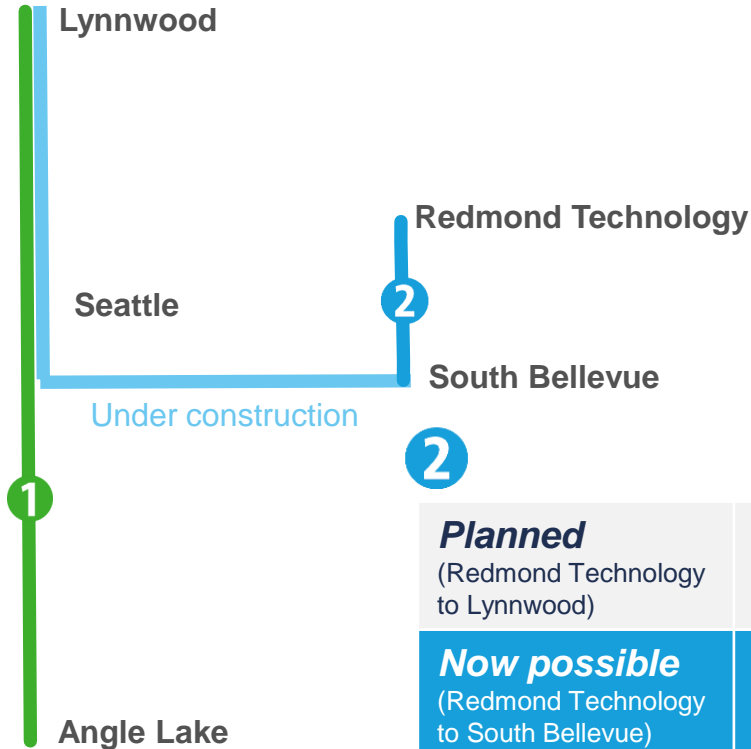 Lynnwood
Redmond Technology
2
Seattle
South Bellevue
Under construction
2
1
Planned
(Redmond Technology
to Lynnwood)
Now possible
(Redmond Technology
to South Bellevue)
Angle Lake